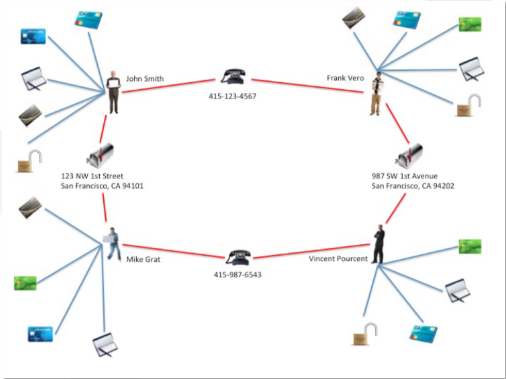 John Smith
Frank Vero
415-123-4567
123 NW 1st Street
San Francisco, CA 94101
987 SW 1st Avenue
San Francisco, CA 94202
Mike Grat
Vincent Pourcent
415-987-6543